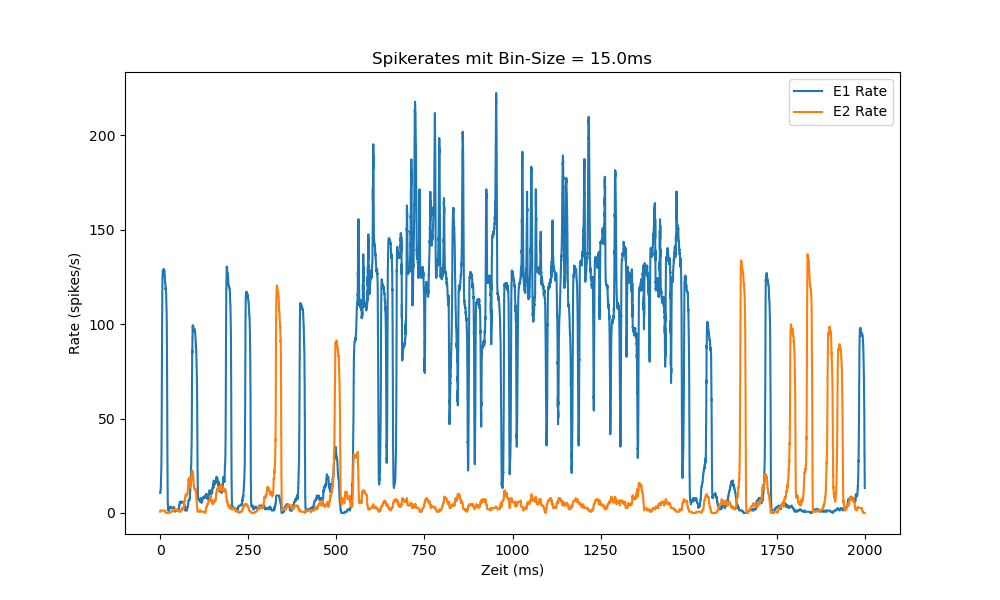 Spikerates mit Bin-Size = 15.0ms
E1 Rate
E2 Rate
200
150
100
50
0
Rate (spikes/s)
0 250 500 750 1000 1250 1500 1750 2000
Zeit (ms)